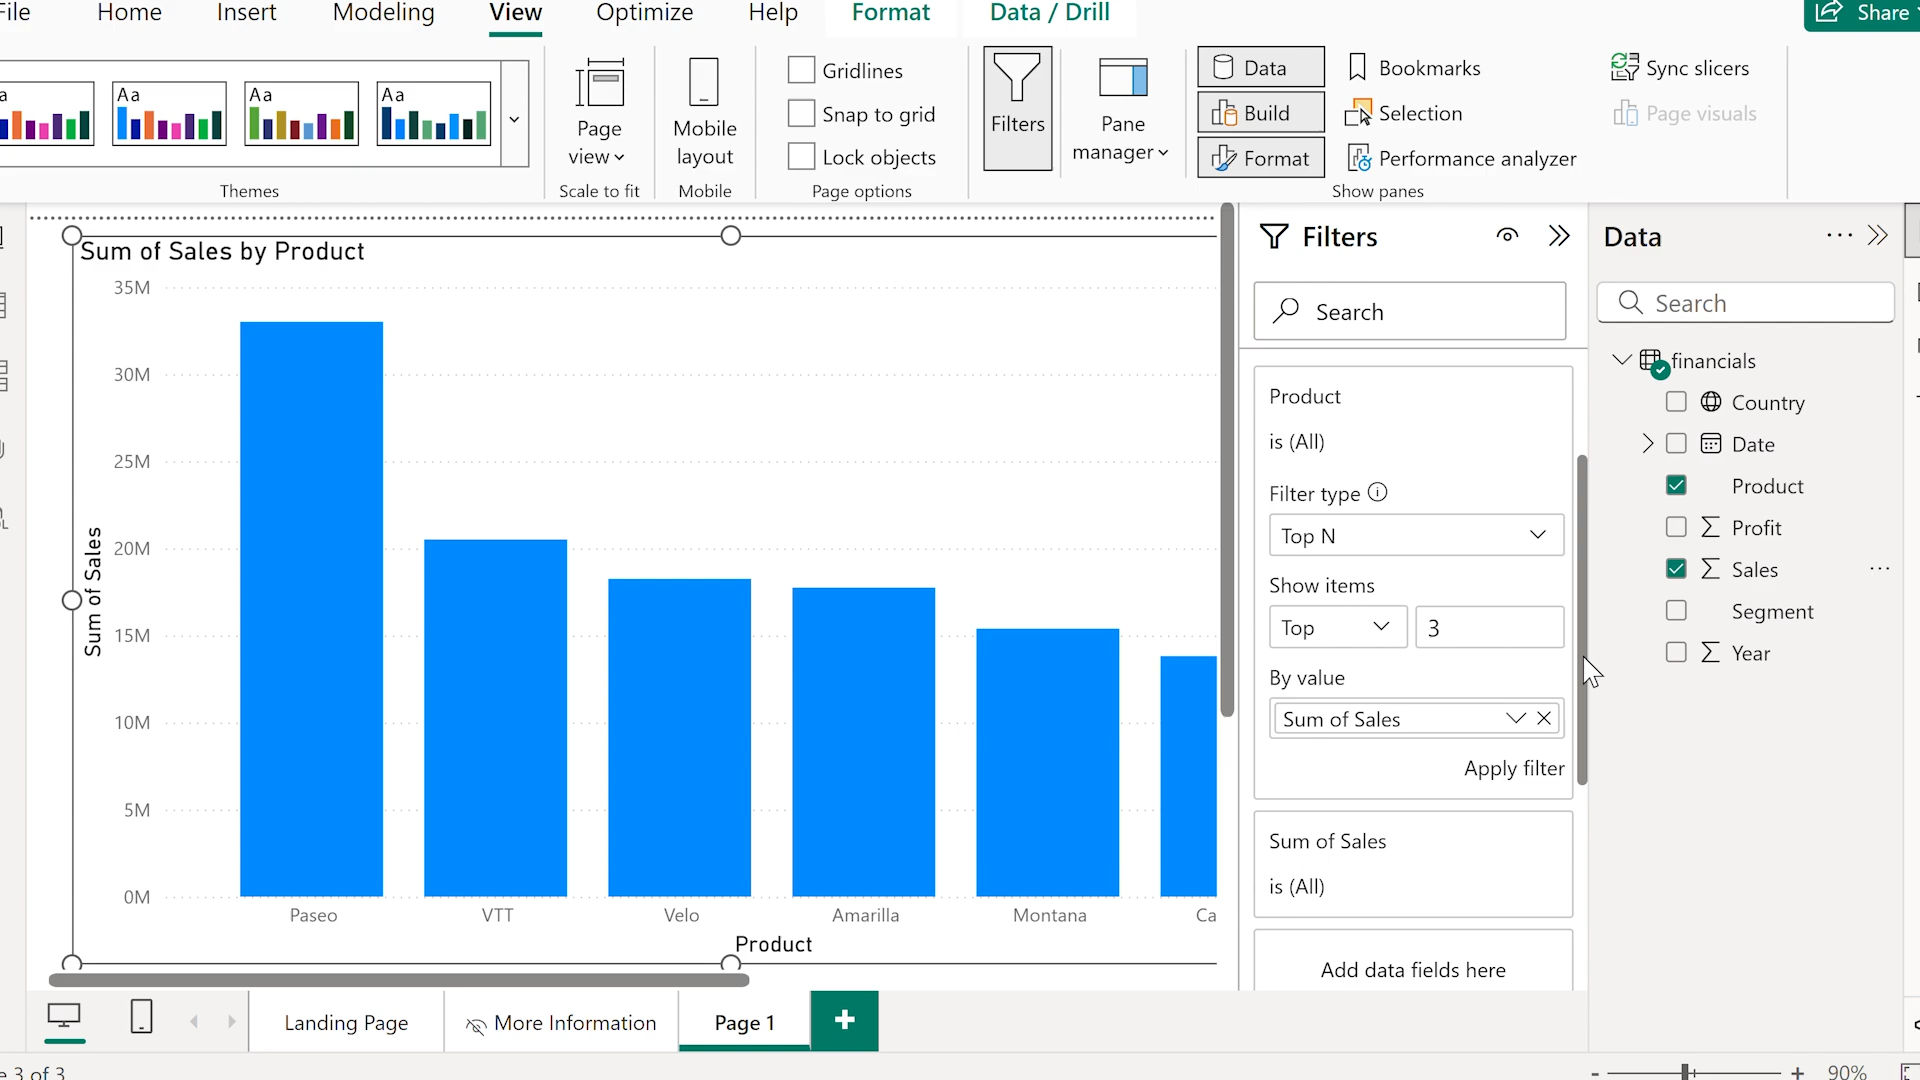 File Home Insert Modeling View Optimize Help Format Data / Drill Share
a Aa Aa Aa
Page view
Mobile layout
Gridlines
Snap to grid
Lock objects
Filters
Pane manager
Data
Build
Format
Bookmarks
Selection
Performance analyzer
Sync slicers
Page visuals
Themes Scale to fit Mobile Page options Show panes
Sum of Sales by Product
35M
30M
25M
20M
15M
10M
5M
0M
Sum of Sales
Paseo VTT Velo Amarilla Montana Ca
Product
Filters
Search
Product
is (All)
Filter type
Top N
Show items
Top 3
By value
Sum of Sales
Apply filter
Sum of Sales
is (All)
Add data fields here
Data
Search
financials
Country
Date
Product
Profit
Sales
Segment
Year
Landing Page More Information Page 1
e 3 of 3
90%